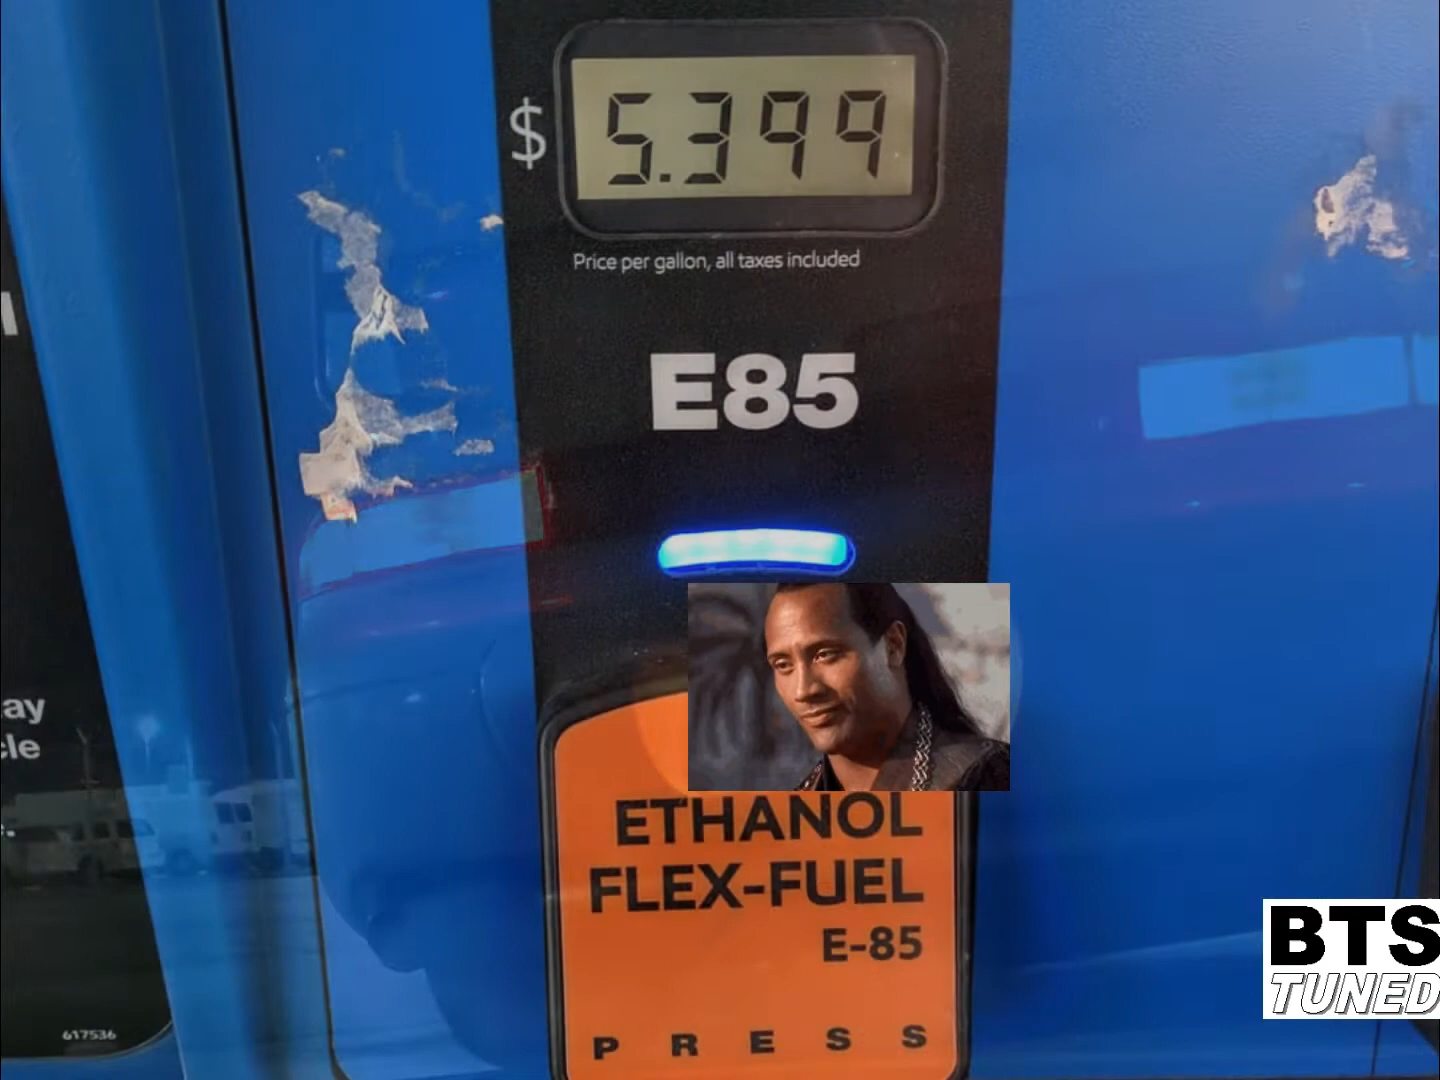 $ 5.399
Price per gallon, all taxes included
E85
ay
cle
ETHANOL
FLEX-FUEL
E-85
PRESS
617536
BTS
TUNED